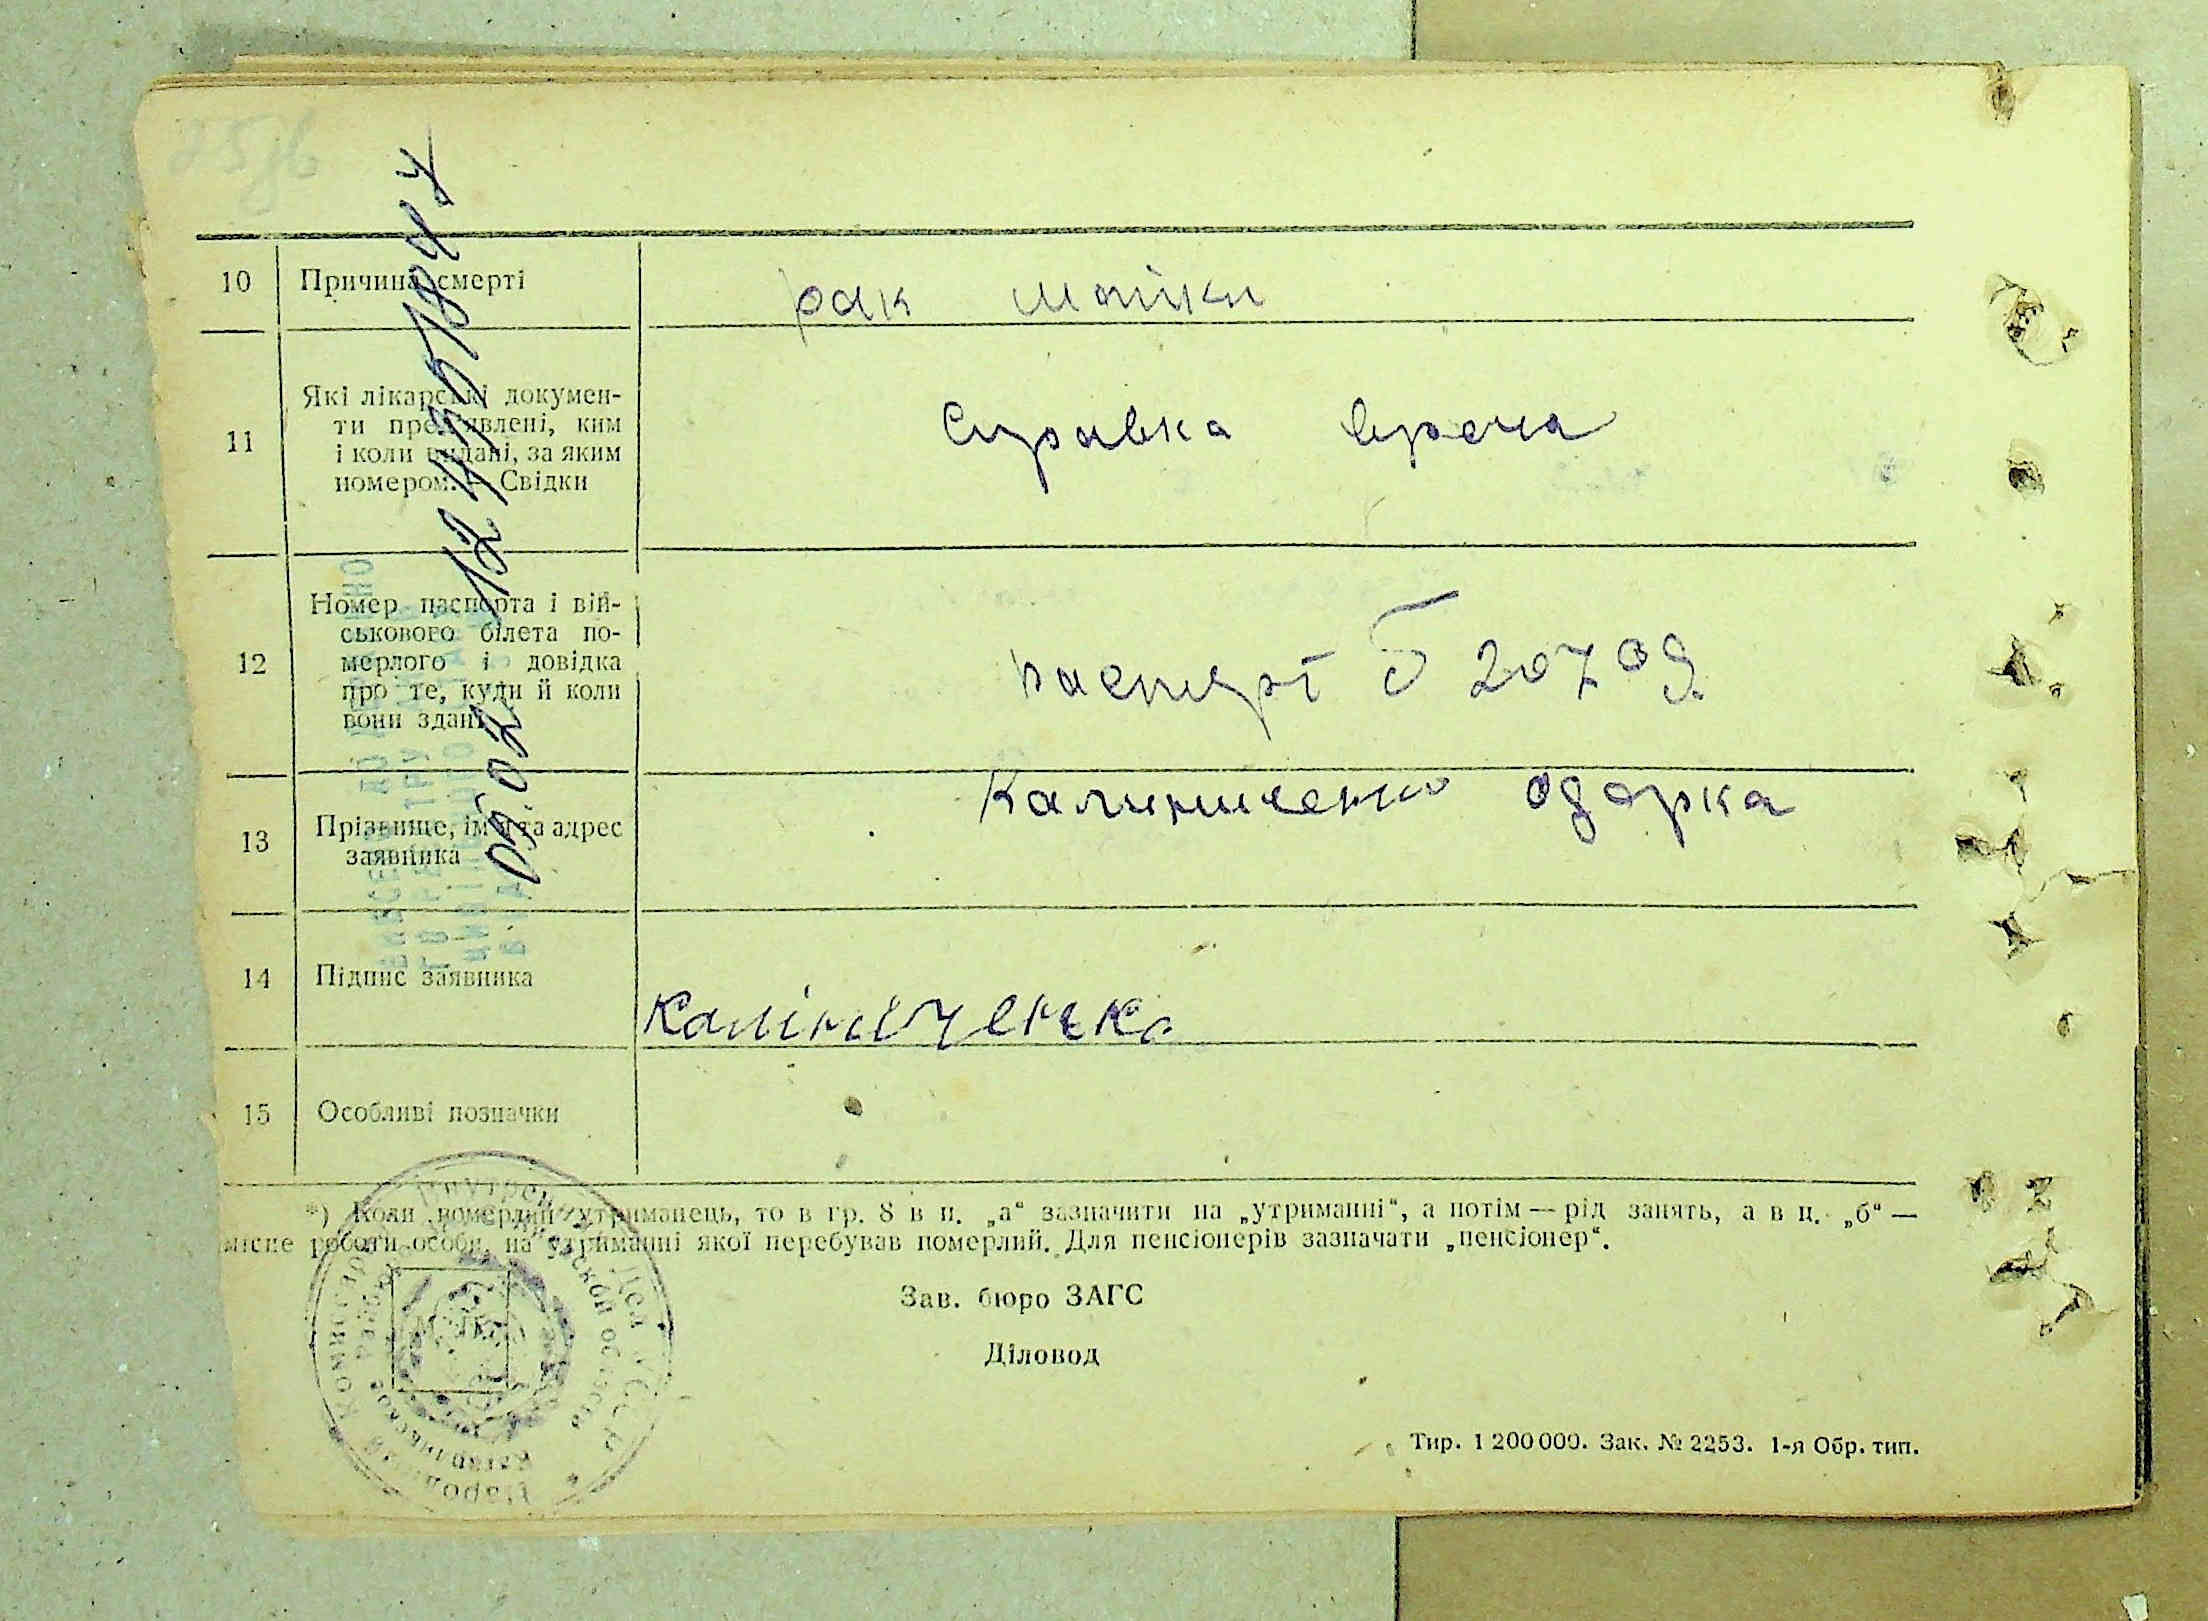 10 Причина смерті
рак матки
11 Які лікарські докумен-
ти пред'явлені, ким
і коли видані, за яким
номером. — Свідки
Справка врача
12 Номер паспорта і вій-
ськового білета по-
мерлого і довідка
про те, куди й коли
вони здані
паспорт 20709
13 Прізвище, ім'я та адрес
заявника
Калиниченко Одарка
14 Підпис заявника
Калініченька
15 Особливі позначки
*) Коли померлий утриманець, то в гр. 8 в п. „а“ зазначити на „утриманні“, а потім — рід занять, а в п. „б“ —
місце роботи особи, на утриманні якої перебував померлий. Для пенсіонерів зазначати „пенсіонер“.
Зав. бюро ЗАГС
Діловод
Тир. 1 200 000. Зак. № 2253. 1-я Обр. тип.